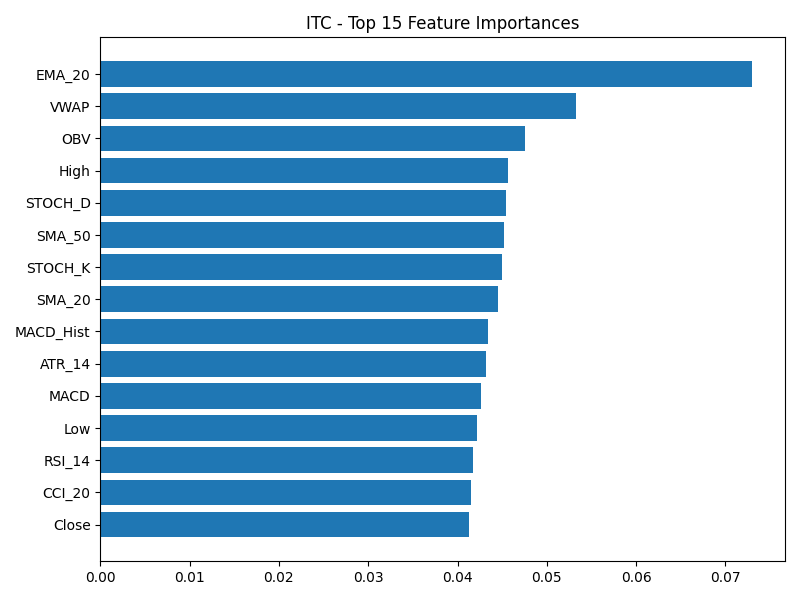 ITC - Top 15 Feature Importances
EMA_20
VWAP
OBV
High
STOCH_D
SMA_50
STOCH_K
SMA_20
MACD_Hist
ATR_14
MACD
Low
RSI_14
CCI_20
Close
0.00 0.01 0.02 0.03 0.04 0.05 0.06 0.07